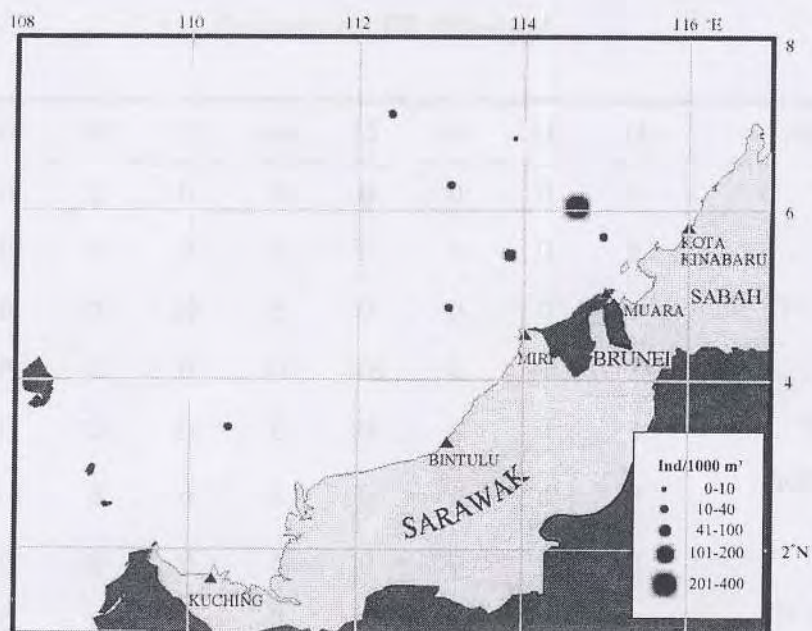 108 110 112 114 116 °E
8
6
KOTA
KINABARU
SABAH
MUARA
MIRI
BRUNEI
4
BINTULU
SARAWAK
Ind/1000 m³
0-10
10-40
41-100
101-200
201-400
2°N
KUCHING